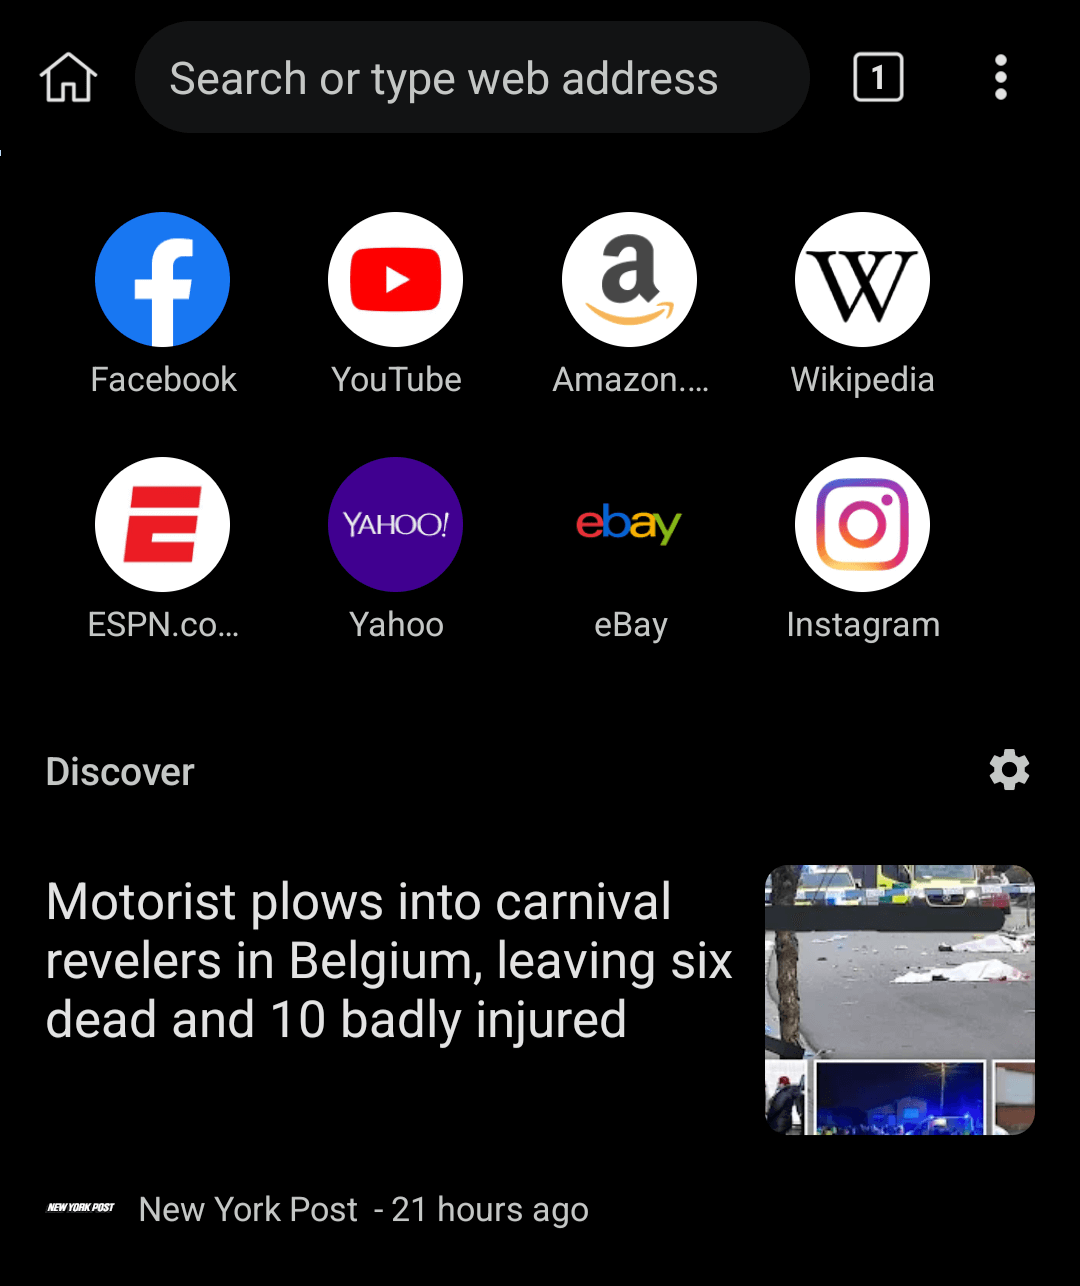 Search or type web address
1
Facebook
YouTube
Amazon....
Wikipedia
YAHOO!
ebay
ESPN.co...
Yahoo
eBay
Instagram
Discover
Motorist plows into carnival
revelers in Belgium, leaving six
dead and 10 badly injured
NEW YORK POST New York Post - 21 hours ago